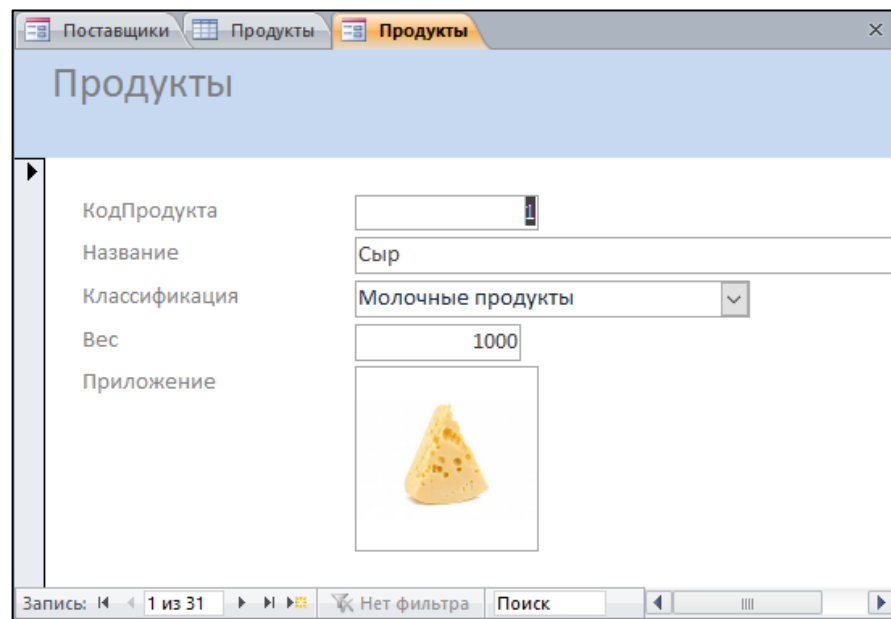 Поставщики Продукты Продукты
Продукты
КодПродукта 1
Название Сыр
Классификация Молочные продукты
Вес 1000
Приложение
Запись: 1 из 31 Нет фильтра Поиск